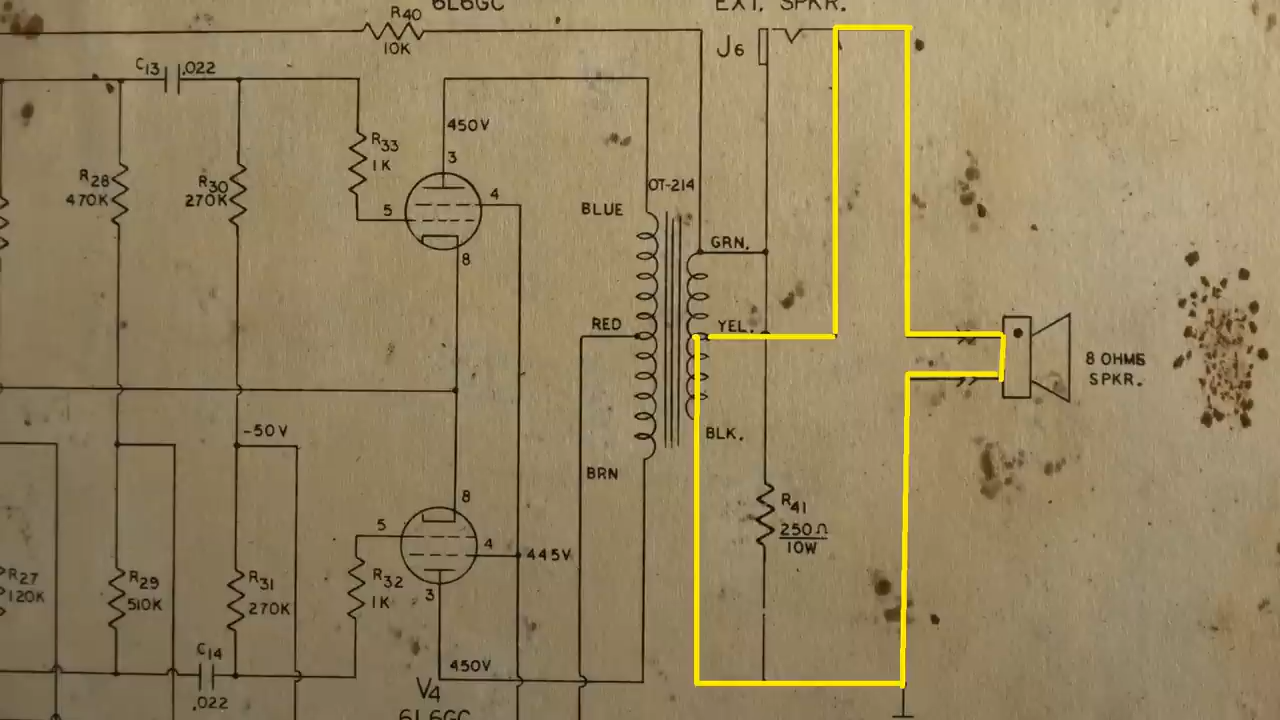 6L6GC
EXT. SPKR.
R40
10K
J6
C13 .022
450V
R33
1K
3
R28
470K
R30
270K
4
5
OT-214
BLUE
8
GRN.
RED
YEL.
8 OHMS
SPKR.
-50V
BLK.
BRN
8
R41
250Ω
10W
5
4
445V
R27
120K
R29
510K
R31
270K
R32
1K
3
C14
.022
450V
V4
6L6GC